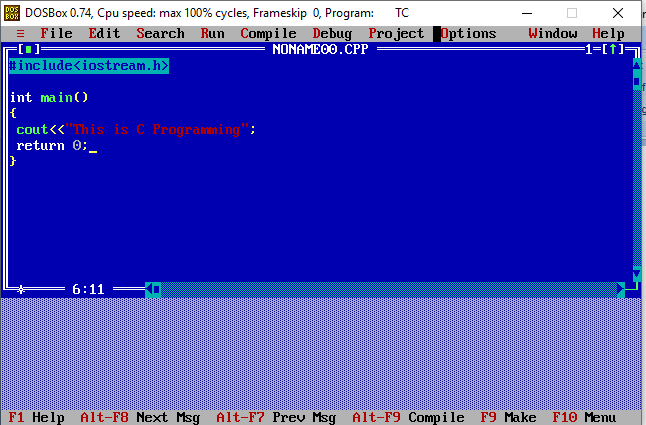 DOS BOX DOSBox 0.74, Cpu speed: max 100% cycles, Frameskip 0, Program: TC
≡ File Edit Search Run Compile Debug Project Options Window Help
[■] NONAME00.CPP 1=[↑]
#include<iostream.h>
int main()
{
cout<<"This is C Programming";
return 0;_
}
* 6:11
F1 Help Alt-F8 Next Msg Alt-F7 Prev Msg Alt-F9 Compile F9 Make F10 Menu